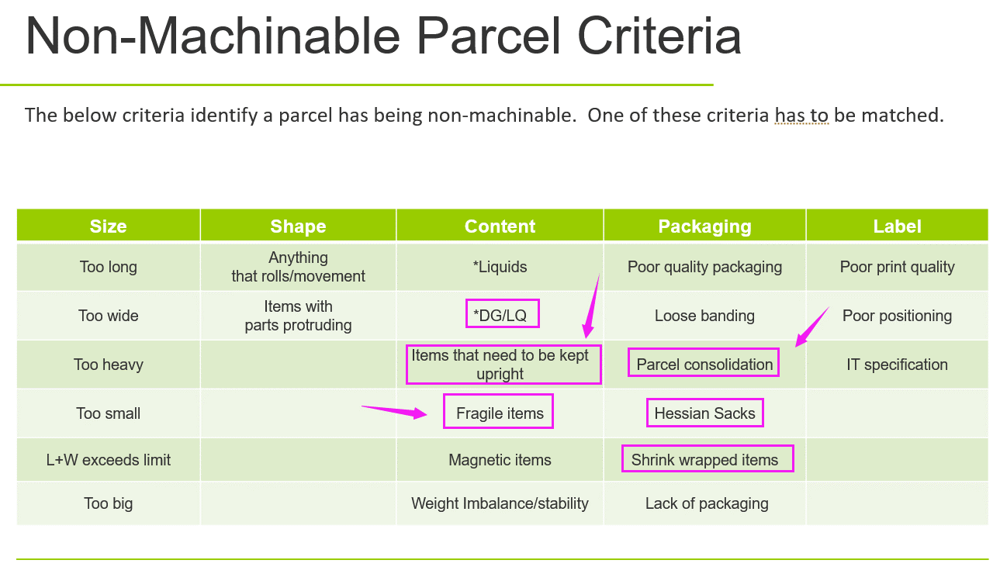 Non-Machinable Parcel Criteria
The below criteria identify a parcel has being non-machinable.  One of these criteria has to be matched.
Size Shape Content Packaging Label
Too long Anything that rolls/movement *Liquids Poor quality packaging Poor print quality
Too wide Items with parts protruding *DG/LQ Loose banding Poor positioning
Too heavy Items that need to be kept upright Parcel consolidation IT specification
Too small Fragile items Hessian Sacks
L+W exceeds limit Magnetic items Shrink wrapped items
Too big Weight Imbalance/stability Lack of packaging